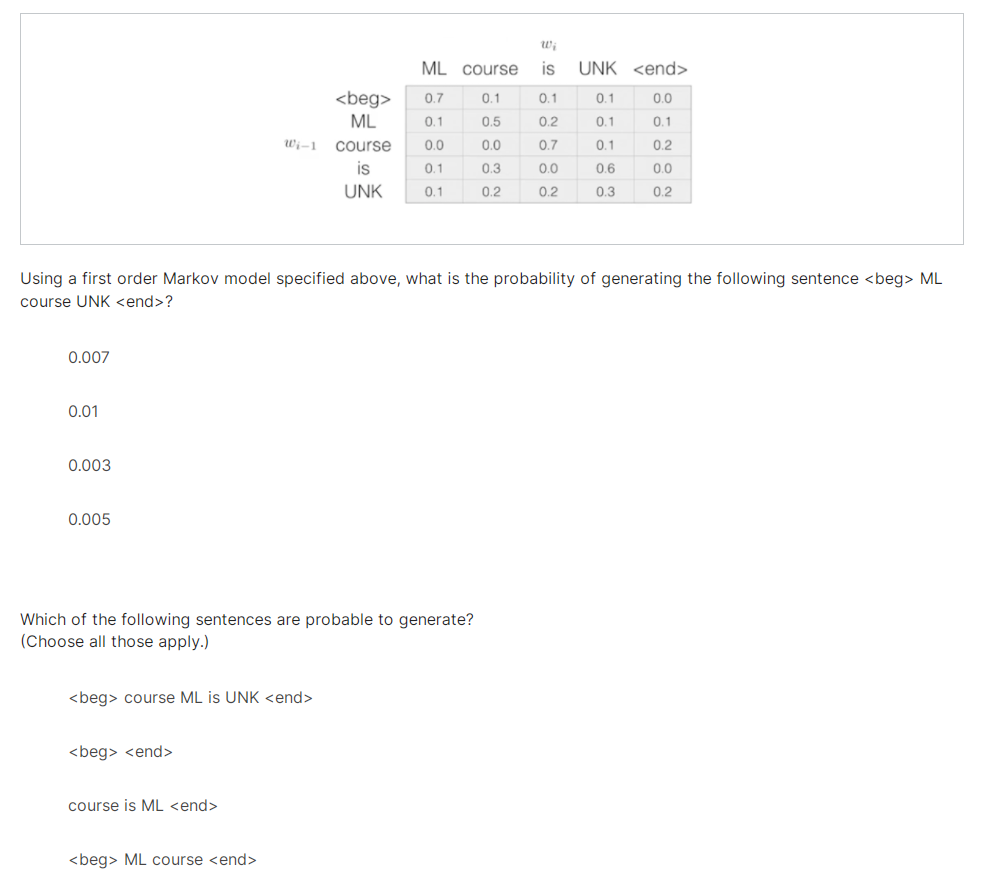 w_i
ML course is UNK <end>
<beg> 0.7 0.1 0.1 0.1 0.0
ML 0.1 0.5 0.2 0.1 0.1
w_{i-1} course 0.0 0.0 0.7 0.1 0.2
is 0.1 0.3 0.0 0.6 0.0
UNK 0.1 0.2 0.2 0.3 0.2
Using a first order Markov model specified above, what is the probability of generating the following sentence <beg> ML
course UNK <end>?
0.007
0.01
0.003
0.005
Which of the following sentences are probable to generate?
(Choose all those apply.)
<beg> course ML is UNK <end>
<beg> <end>
course is ML <end>
<beg> ML course <end>